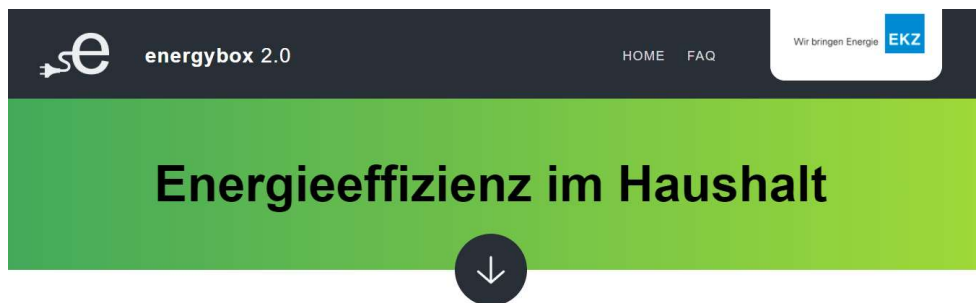 energybox 2.0
HOME FAQ
Wir bringen Energie EKZ
Energieeffizienz im Haushalt